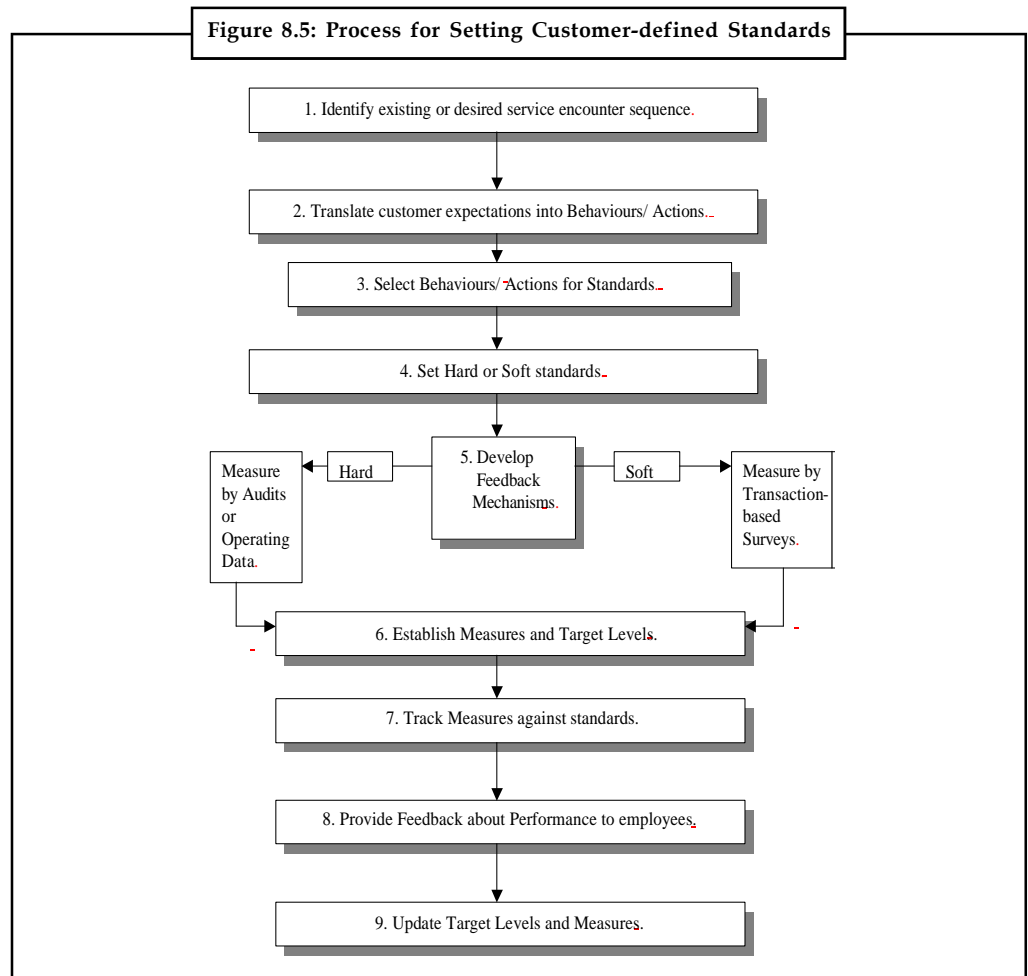 Figure 8.5: Process for Setting Customer-defined Standards
1. Identify existing or desired service encounter sequence.
2. Translate customer expectations into Behaviours/ Actions.
3. Select Behaviours/ Actions for Standards.
4. Set Hard or Soft standards.
Measure
by Audits
or
Operating
Data.
Hard
5. Develop
Feedback
Mechanisms.
Soft
Measure by
Transaction-
based
Surveys.
6. Establish Measures and Target Levels.
7. Track Measures against standards.
8. Provide Feedback about Performance to employees.
9. Update Target Levels and Measures.